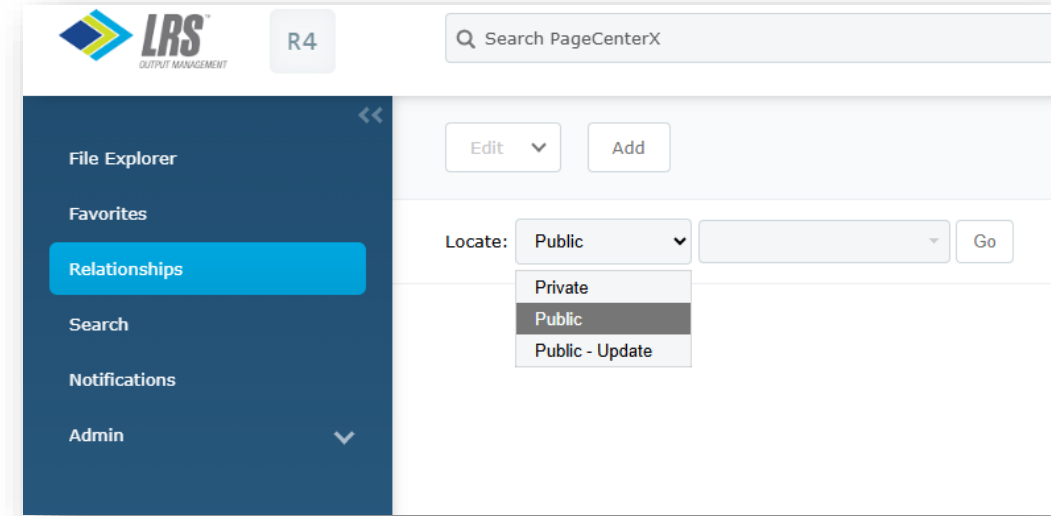 LRS™
OUTPUT MANAGEMENT
R4
Search PageCenterX
File Explorer
Favorites
Relationships
Search
Notifications
Admin
Edit
Add
Locate: Public Go
Private
Public
Public - Update